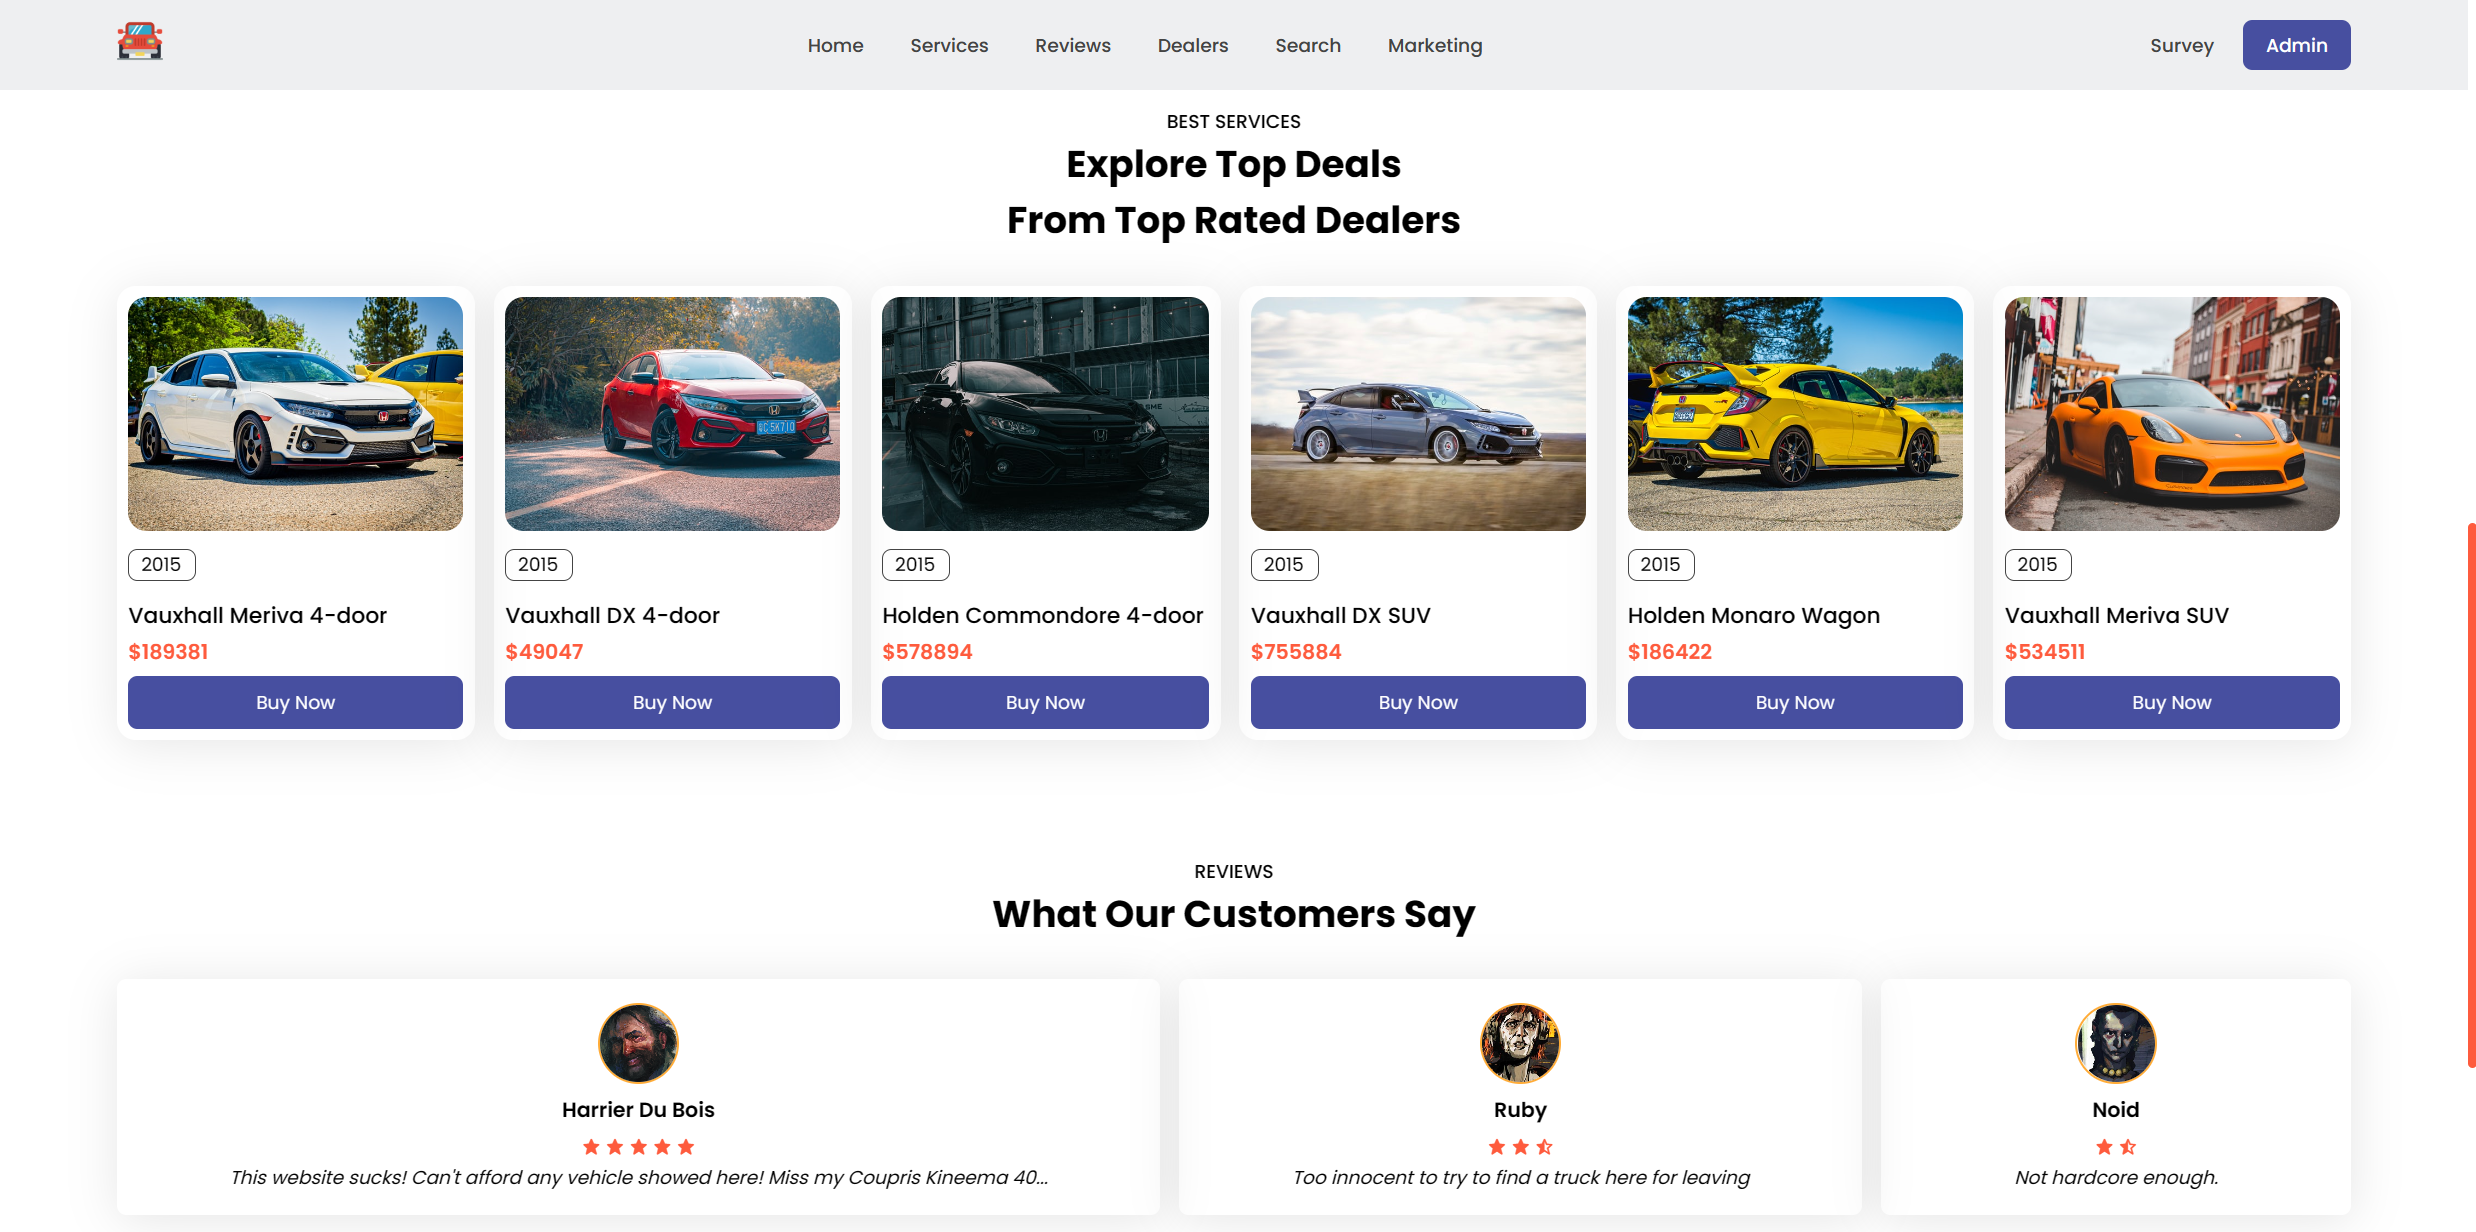 Home Services Reviews Dealers Search Marketing Survey Admin
BEST SERVICES
Explore Top Deals
From Top Rated Dealers
2015
Vauxhall Meriva 4-door
$189381
Buy Now
2015
Vauxhall DX 4-door
$49047
Buy Now
2015
Holden Commondore 4-door
$578894
Buy Now
2015
Vauxhall DX SUV
$755884
Buy Now
2015
Holden Monaro Wagon
$186422
Buy Now
2015
Vauxhall Meriva SUV
$534511
Buy Now
REVIEWS
What Our Customers Say
Harrier Du Bois
This website sucks! Can't afford any vehicle showed here! Miss my Coupris Kineema 40...
Ruby
Too innocent to try to find a truck here for leaving
Noid
Not hardcore enough.